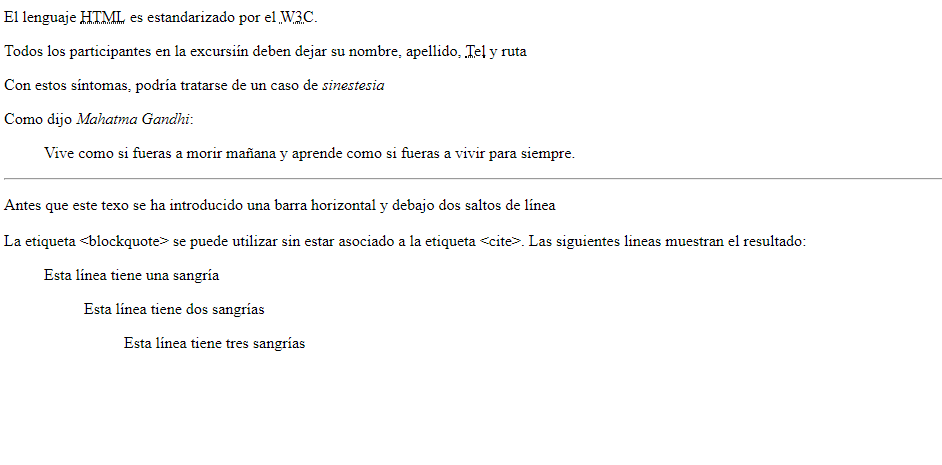 El lenguaje HTML es estandarizado por el W3C.
Todos los participantes en la excursiín deben dejar su nombre, apellido, Tel y ruta
Con estos síntomas, podría tratarse de un caso de sinestesia
Como dijo Mahatma Gandhi:
Vive como si fueras a morir mañana y aprende como si fueras a vivir para siempre.
Antes que este texo se ha introducido una barra horizontal y debajo dos saltos de línea
La etiqueta <blockquote> se puede utilizar sin estar asociado a la etiqueta <cite>. Las siguientes lineas muestran el resultado:
Esta línea tiene una sangría
Esta línea tiene dos sangrías
Esta línea tiene tres sangrías